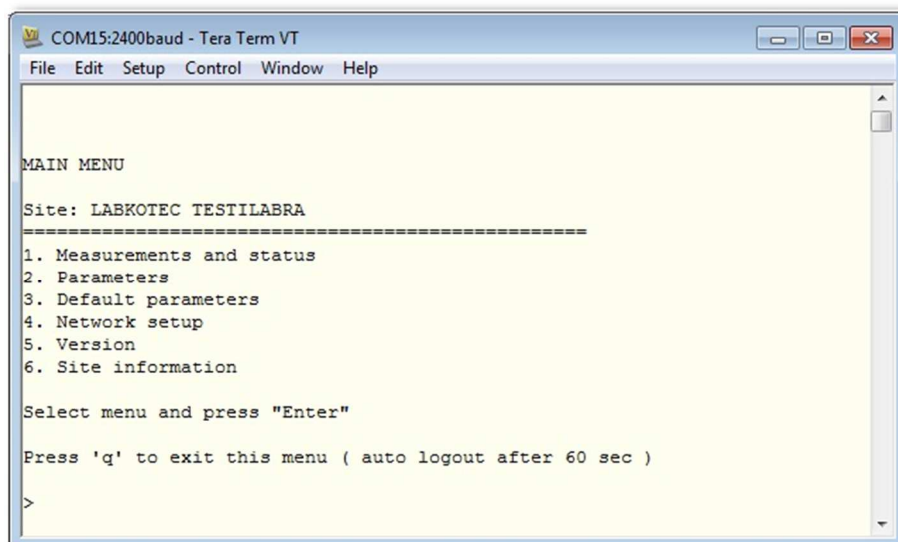 COM15:2400baud - Tera Term VT
File Edit Setup Control Window Help
MAIN MENU
Site: LABKOTEC TESTILABRA
==================================================
1. Measurements and status
2. Parameters
3. Default parameters
4. Network setup
5. Version
6. Site information
Select menu and press "Enter"
Press 'q' to exit this menu ( auto logout after 60 sec )
>